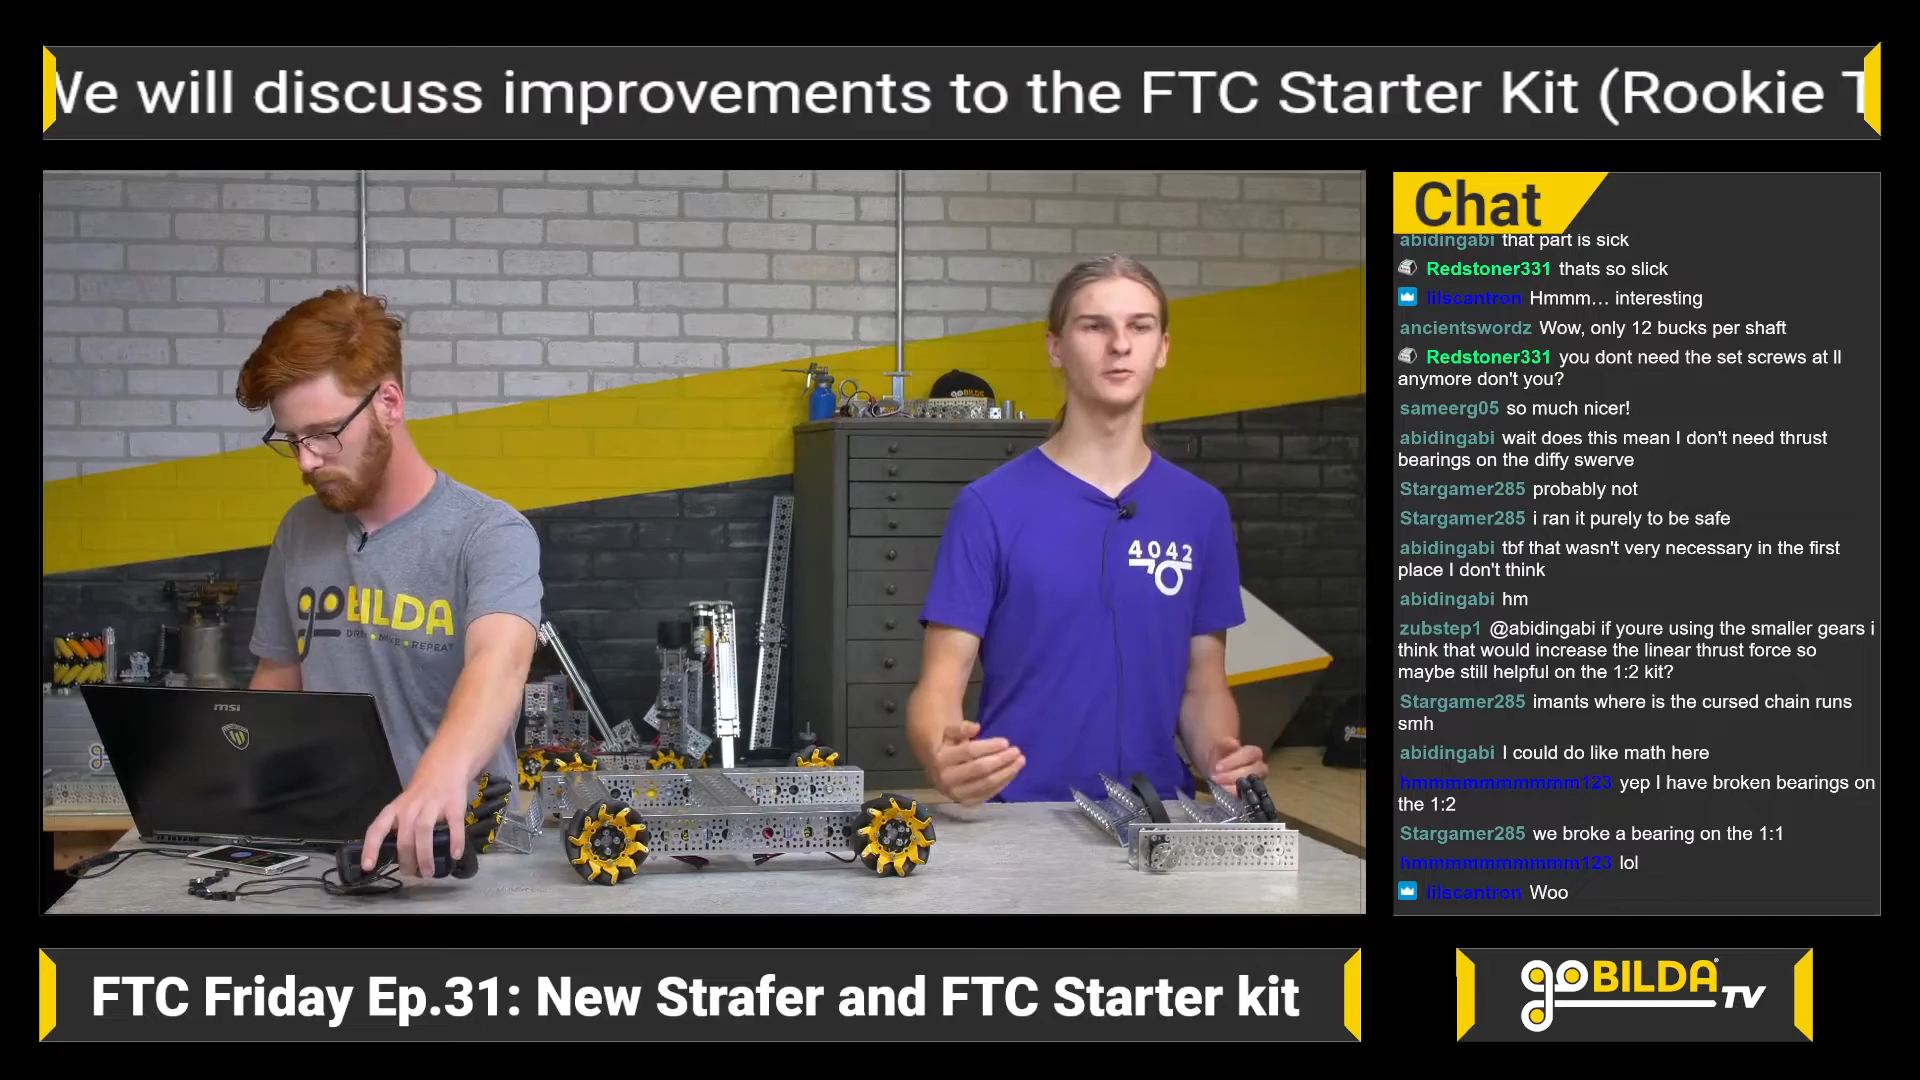 We will discuss improvements to the FTC Starter Kit (Rookie T
Chat
abidingabi that part is sick
Redstoner331 thats so slick
lilscantron Hmmm… interesting
ancientswordz Wow, only 12 bucks per shaft
Redstoner331 you dont need the set screws at ll
anymore don't you?
sameerg05 so much nicer!
abidingabi wait does this mean I don't need thrust
bearings on the diffy swerve
Stargamer285 probably not
Stargamer285 i ran it purely to be safe
abidingabi tbf that wasn't very necessary in the first
place I don't think
abidingabi hm
zubstep1 @abidingabi if youre using the smaller gears i
think that would increase the linear thrust force so
maybe still helpful on the 1:2 kit?
Stargamer285 imants where is the cursed chain runs
smh
abidingabi I could do like math here
hmmmmmmmmmm123 yep I have broken bearings on
the 1:2
Stargamer285 we broke a bearing on the 1:1
hmmmmmmmmmm123 lol
lilscantron Woo
goBILDA
4042
goBILDA
REPEAT
msi
FTC Friday Ep.31: New Strafer and FTC Starter kit
goBILDA TV